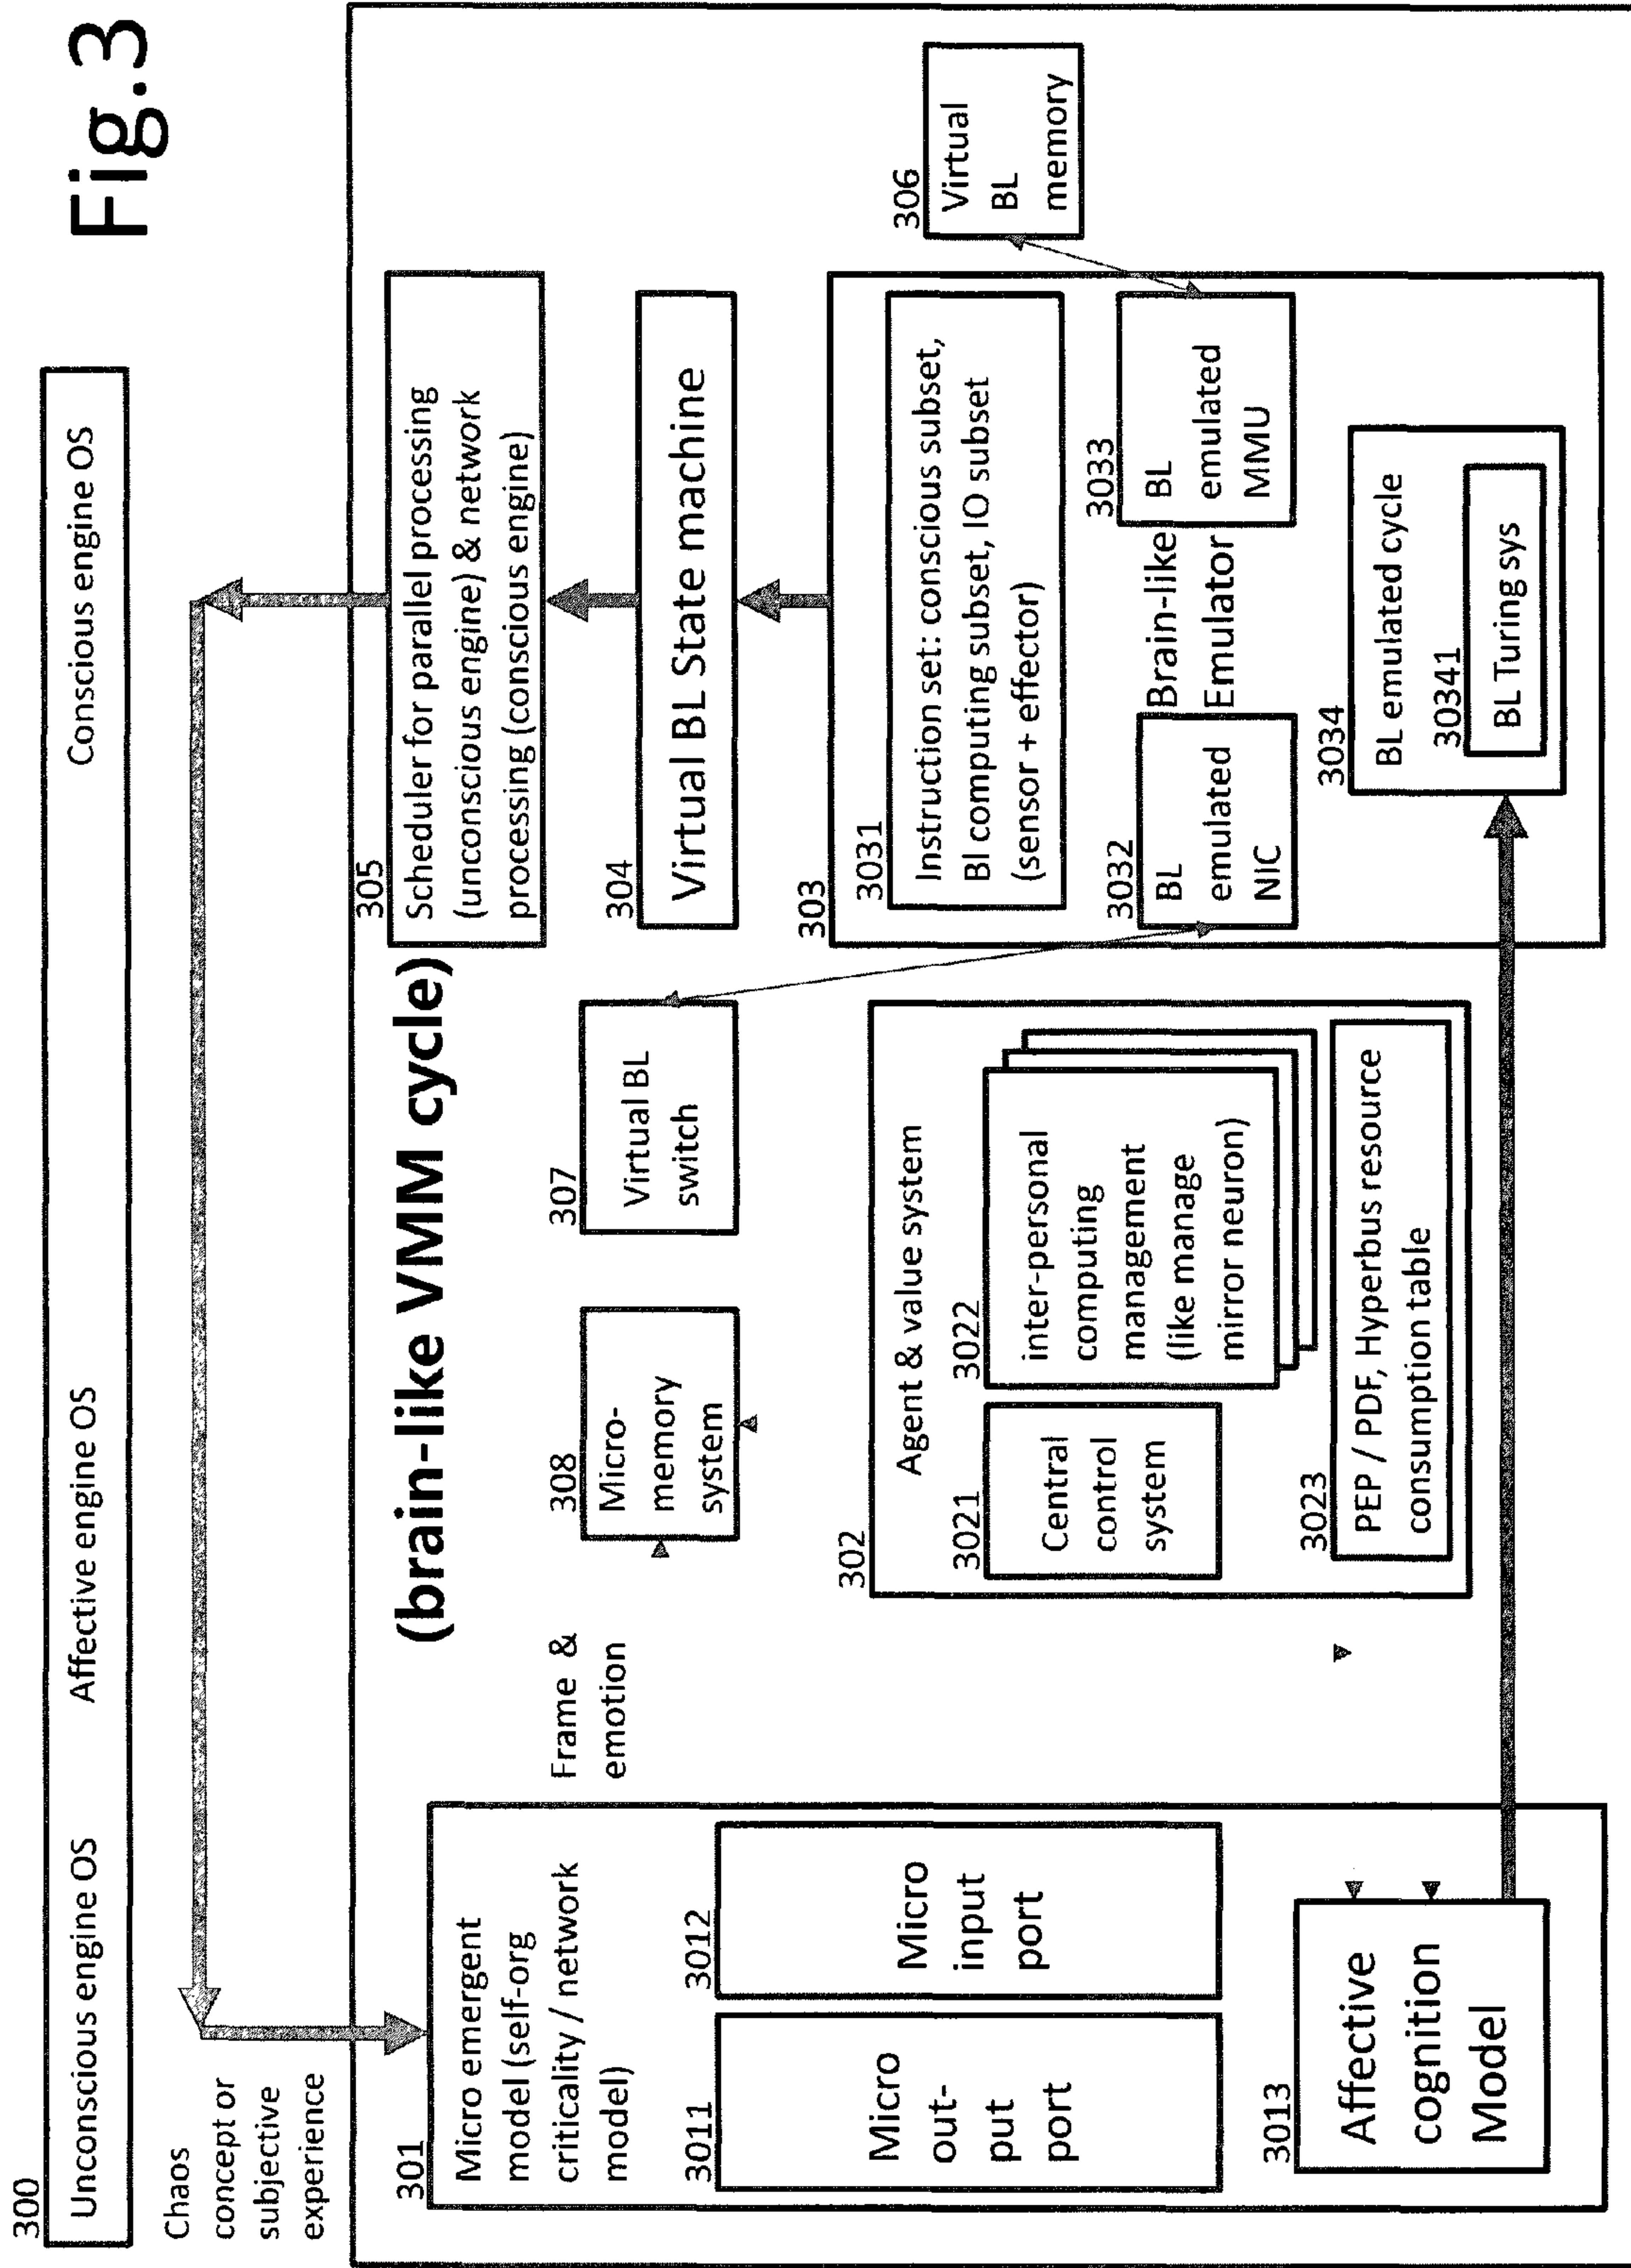 Fig.3
300
Unconscious engine OS
Affective engine OS
Conscious engine OS
Chaos
concept or
subjective
experience
(brain-like VMM cycle)
301
Micro emergent
model (self-org
criticality / network
model)
3011
Micro
out-
put
port
3012
Micro
input
port
3013
Affective
cognition
Model
Frame &
emotion
308
Micro-
memory
system
307
Virtual BL
switch
302
Agent & value system
3021
Central
control
system
3022
inter-personal
computing
management
(like manage
mirror neuron)
3023
PEP / PDF, Hyperbus resource
consumption table
305
Scheduler for parallel processing
(unconscious engine) & network
processing (conscious engine)
304
Virtual BL State machine
303
3031
Instruction set: conscious subset,
Bl computing subset, IO subset
(sensor + effector)
3032
BL
emulated
NIC
Brain-like
Emulator
3033
BL
emulated
MMU
3034
BL emulated cycle
30341
BL Turing sys
306
Virtual
BL
memory